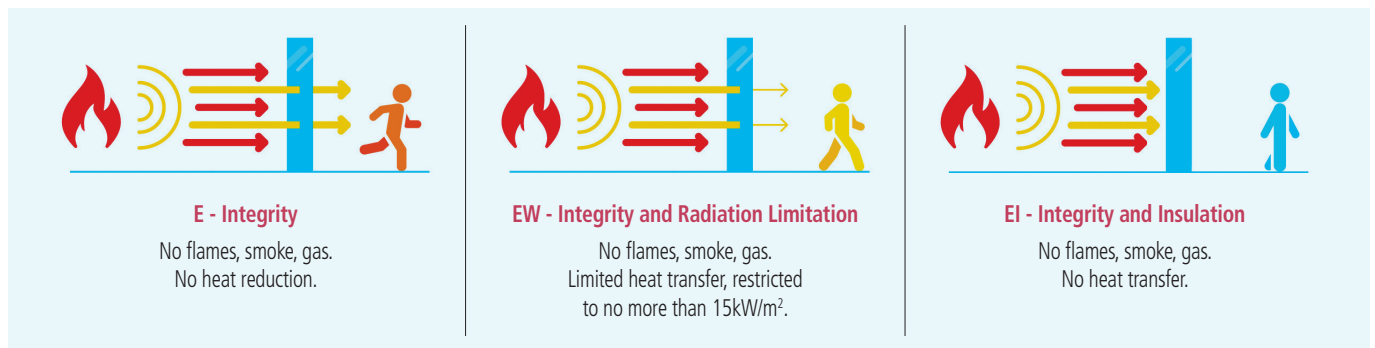 E - Integrity
No flames, smoke, gas.
No heat reduction.
EW - Integrity and Radiation Limitation
No flames, smoke, gas.
Limited heat transfer, restricted
to no more than 15kW/m².
EI - Integrity and Insulation
No flames, smoke, gas.
No heat transfer.